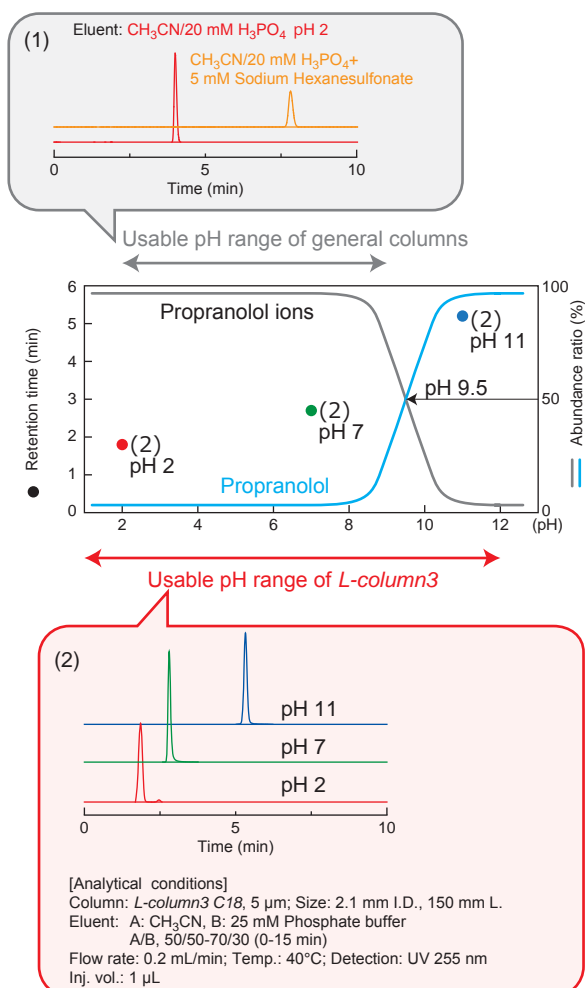 (1)
Eluent: CH₃CN/20 mM H₃PO₄ pH 2
CH₃CN/20 mM H₃PO₄+
5 mM Sodium Hexanesulfonate
0 5 10
Time (min)
Usable pH range of general columns
6 100
5
4
3 50
2
1
0 0
Retention time (min)
Abundance ratio (%)
Propranolol ions
(2)
pH 11
pH 9.5
(2)
pH 7
(2)
pH 2
Propranolol
2 4 6 8 10 12 (pH)
Usable pH range of L-column3
(2)
pH 11
pH 7
pH 2
0 5 10
Time (min)
[Analytical conditions]
Column: L-column3 C18, 5 µm; Size: 2.1 mm I.D., 150 mm L.
Eluent: A: CH₃CN, B: 25 mM Phosphate buffer
A/B, 50/50-70/30 (0-15 min)
Flow rate: 0.2 mL/min; Temp.: 40°C; Detection: UV 255 nm
Inj. vol.: 1 µL